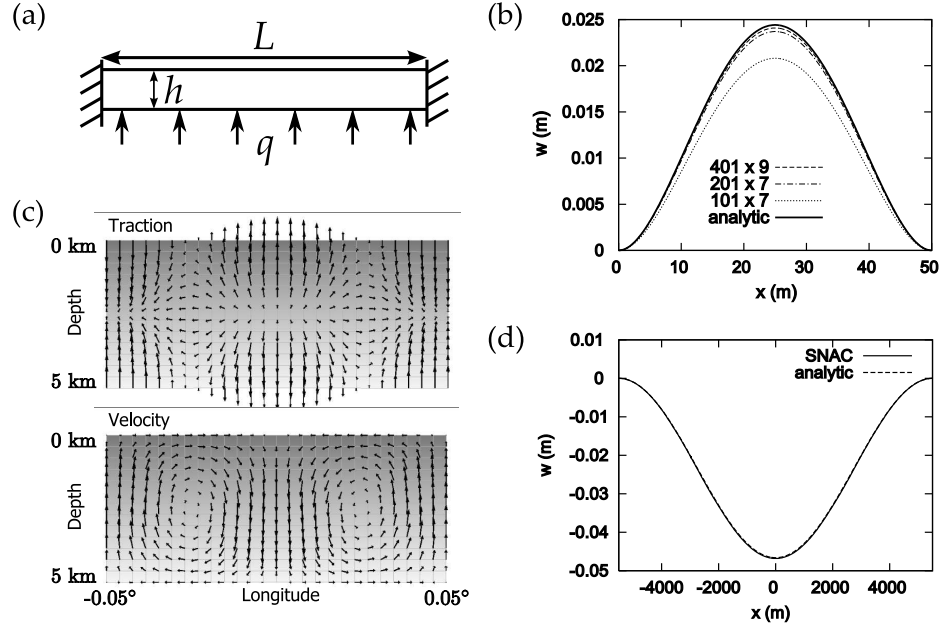 (a)
L
h
q
(b)
0.025
0.02
0.015
0.01
0.005
0
w (m)
401 x 9
201 x 7
101 x 7
analytic
0 10 20 30 40 50
x (m)
(c)
Traction
0 km
Depth
5 km
Velocity
0 km
Depth
5 km
-0.05° Longitude 0.05°
(d)
0.01
0
-0.01
-0.02
-0.03
-0.04
-0.05
w (m)
SNAC
analytic
-4000 -2000 0 2000 4000
x (m)